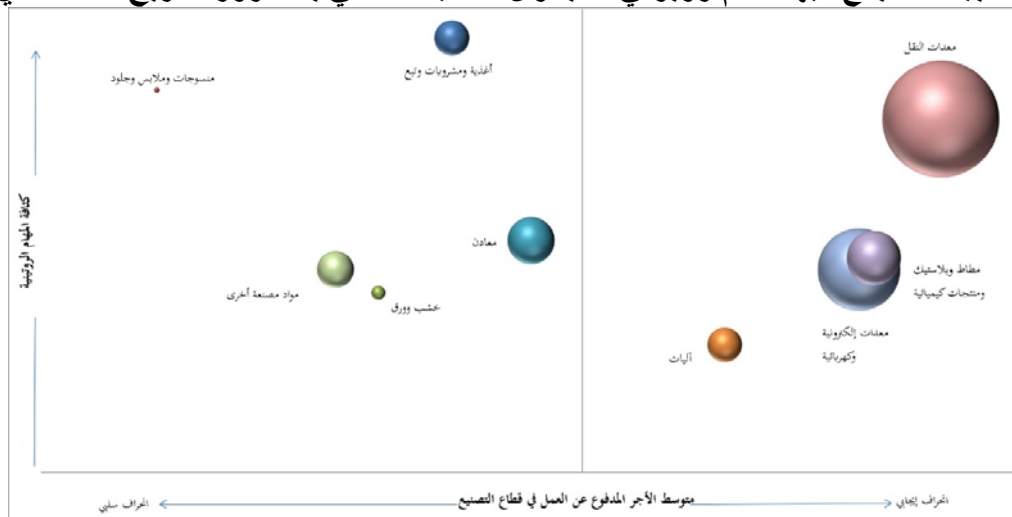 معدات النقل
أغذية ومشروبات وتبغ
منسوجات وملابس وجلود
كثافة المهام الروتينية
معادن
مطاط وبلاستيك
ومنتجات كيميائية
مواد مصنعة أخرى
خشب وورق
معدات إلكترونية
وكهربائية
آليات
انحراف إيجابي
متوسط الأجر المدفوع عن العمل في قطاع التصنيع
انحراف سلبي